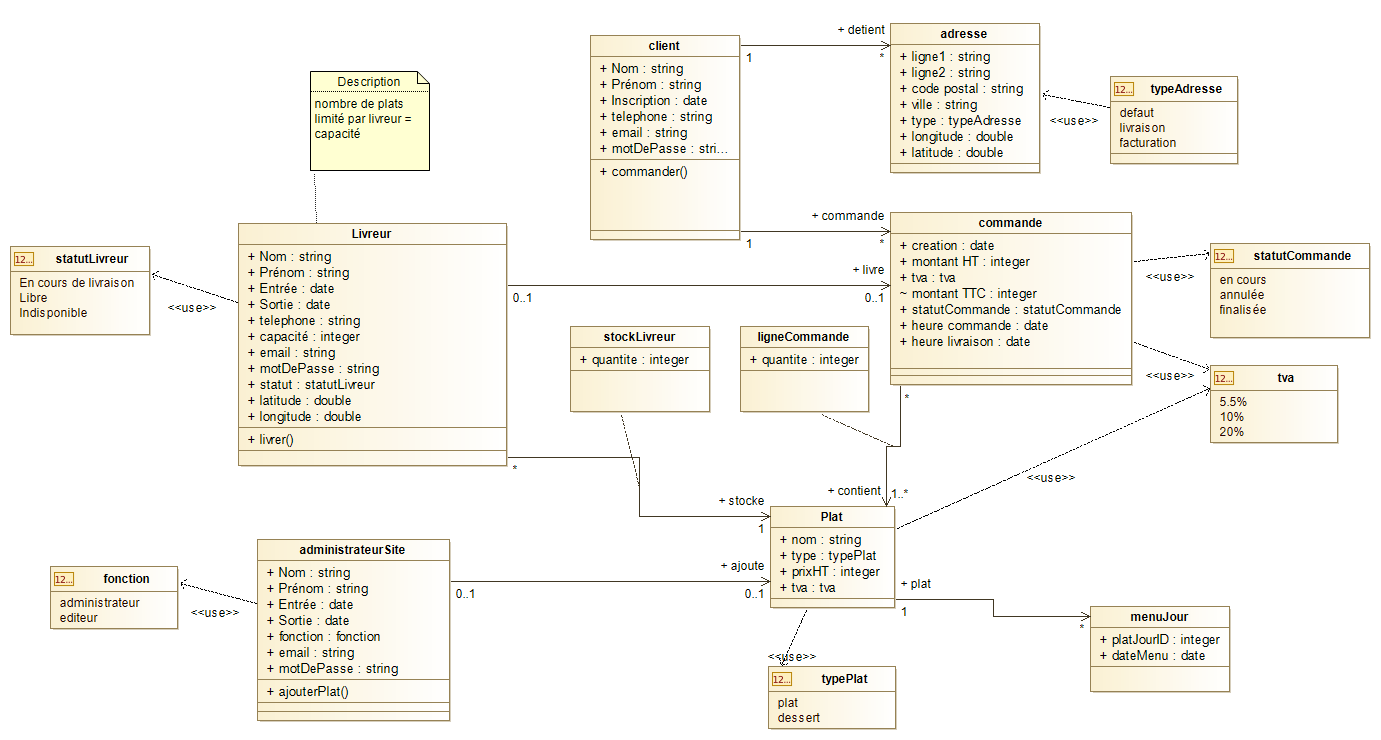 Description
nombre de plats
limité par livreur =
capacité
client
+ Nom : string
+ Prénom : string
+ Inscription : date
+ telephone : string
+ email : string
+ motDePasse : stri...
+ commander()
+ detient
1
*
adresse
+ ligne1 : string
+ ligne2 : string
+ code postal : string
+ ville : string
+ type : typeAdresse
+ longitude : double
+ latitude : double
<<use>>
12... typeAdresse
defaut
livraison
facturation
+ commande
1
*
12... statutLivreur
En cours de livraison
Libre
Indisponible
<<use>>
Livreur
+ Nom : string
+ Prénom : string
+ Entrée : date
+ Sortie : date
+ telephone : string
+ capacité : integer
+ email : string
+ motDePasse : string
+ statut : statutLivreur
+ latitude : double
+ longitude : double
+ livrer()
+ livre
0..1
0..1
commande
+ creation : date
+ montant HT : integer
+ tva : tva
~ montant TTC : integer
+ statutCommande : statutCommande
+ heure commande : date
+ heure livraison : date
<<use>>
12... statutCommande
en cours
annulée
finalisée
<<use>>
12... tva
5.5%
10%
20%
stockLivreur
+ quantite : integer
ligneCommande
+ quantite : integer
*
+ contient
1..*
<<use>>
*
+ stocke
1
Plat
+ nom : string
+ type : typePlat
+ prixHT : integer
+ tva : tva
12... fonction
administrateur
editeur
<<use>>
administrateurSite
+ Nom : string
+ Prénom : string
+ Entrée : date
+ Sortie : date
+ fonction : fonction
+ email : string
+ motDePasse : string
+ ajouterPlat()
+ ajoute
0..1
0..1
+ plat
1
*
menuJour
+ platJourID : integer
+ dateMenu : date
<<use>>
12... typePlat
plat
dessert